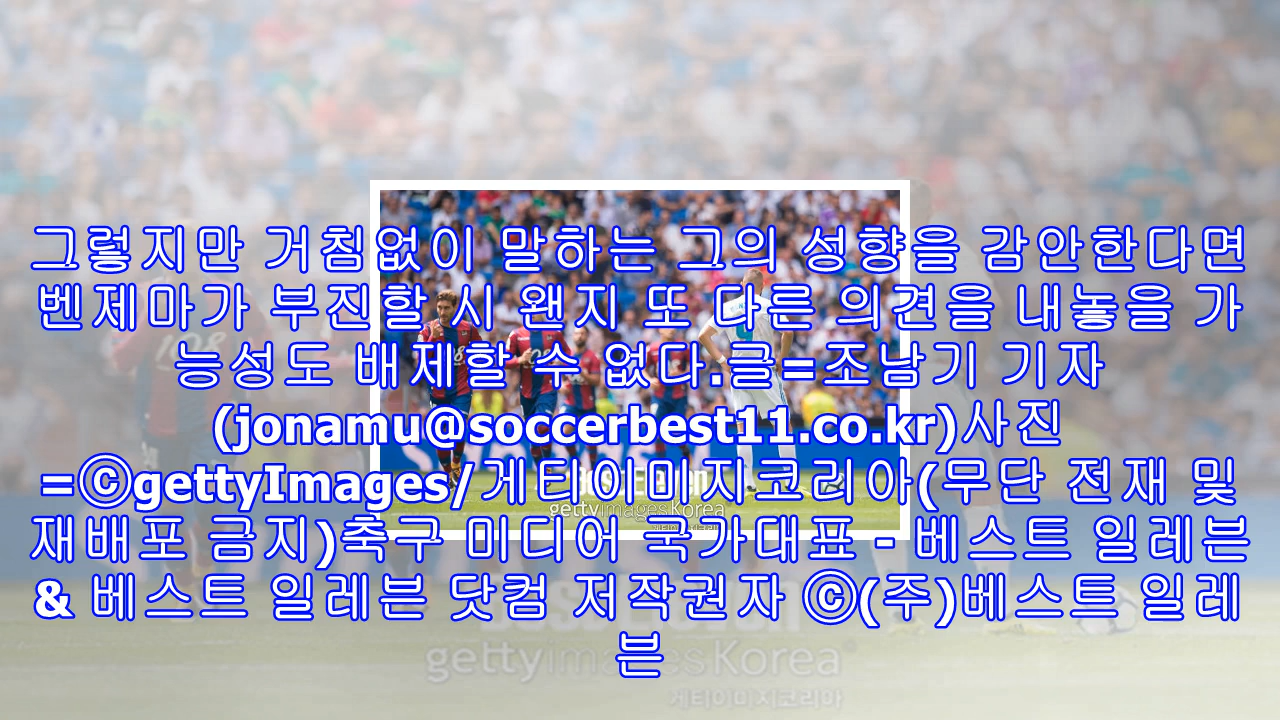 그렇지만 거침없이 말하는 그의 성향을 감안한다면
벤제마가 부진할 시 왠지 또 다른 의견을 내놓을 가
능성도 배제할 수 없다.글=조남기 기자
(jonamu@soccerbest11.co.kr)사진
=ⓒgettyImages/게티이미지코리아(무단 전재 및
재배포 금지)축구 미디어 국가대표 - 베스트 일레븐
& 베스트 일레븐 닷컴 저작권자 ⓒ(주)베스트 일레
븐
gettyimagesKorea
게티이미지코리아